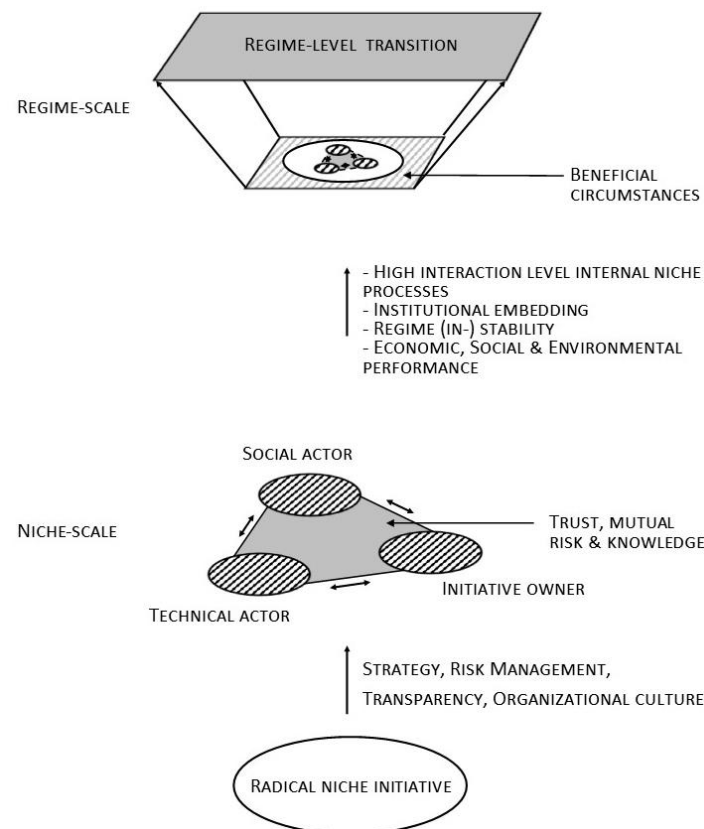 REGIME-LEVEL TRANSITION
REGIME-SCALE
BENEFICIAL
CIRCUMSTANCES
- HIGH INTERACTION LEVEL INTERNAL NICHE
PROCESSES
- INSTITUTIONAL EMBEDDING
- REGIME (IN-) STABILITY
- ECONOMIC, SOCIAL & ENVIRONMENTAL
PERFORMANCE
SOCIAL ACTOR
NICHE-SCALE
TRUST, MUTUAL
RISK & KNOWLEDGE
INITIATIVE OWNER
TECHNICAL ACTOR
STRATEGY, RISK MANAGEMENT,
TRANSPARENCY, ORGANIZATIONAL CULTURE
RADICAL NICHE INITIATIVE